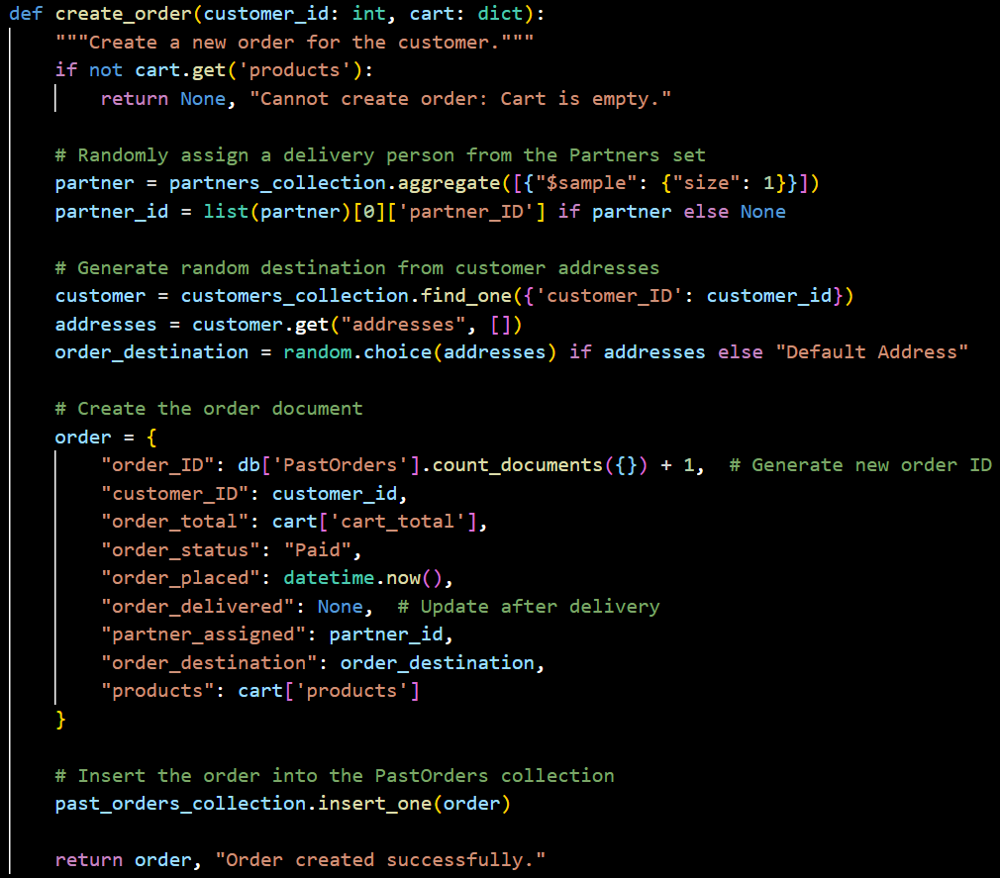 def create_order(customer_id: int, cart: dict):
    """Create a new order for the customer."""
    if not cart.get('products'):
        return None, "Cannot create order: Cart is empty."

    # Randomly assign a delivery person from the Partners set
    partner = partners_collection.aggregate([{"$sample": {"size": 1}}])
    partner_id = list(partner)[0]['partner_ID'] if partner else None

    # Generate random destination from customer addresses
    customer = customers_collection.find_one({'customer_ID': customer_id})
    addresses = customer.get("addresses", [])
    order_destination = random.choice(addresses) if addresses else "Default Address"

    # Create the order document
    order = {
        "order_ID": db['PastOrders'].count_documents({}) + 1,  # Generate new order ID
        "customer_ID": customer_id,
        "order_total": cart['cart_total'],
        "order_status": "Paid",
        "order_placed": datetime.now(),
        "order_delivered": None,  # Update after delivery
        "partner_assigned": partner_id,
        "order_destination": order_destination,
        "products": cart['products']
    }

    # Insert the order into the PastOrders collection
    past_orders_collection.insert_one(order)

    return order, "Order created successfully."